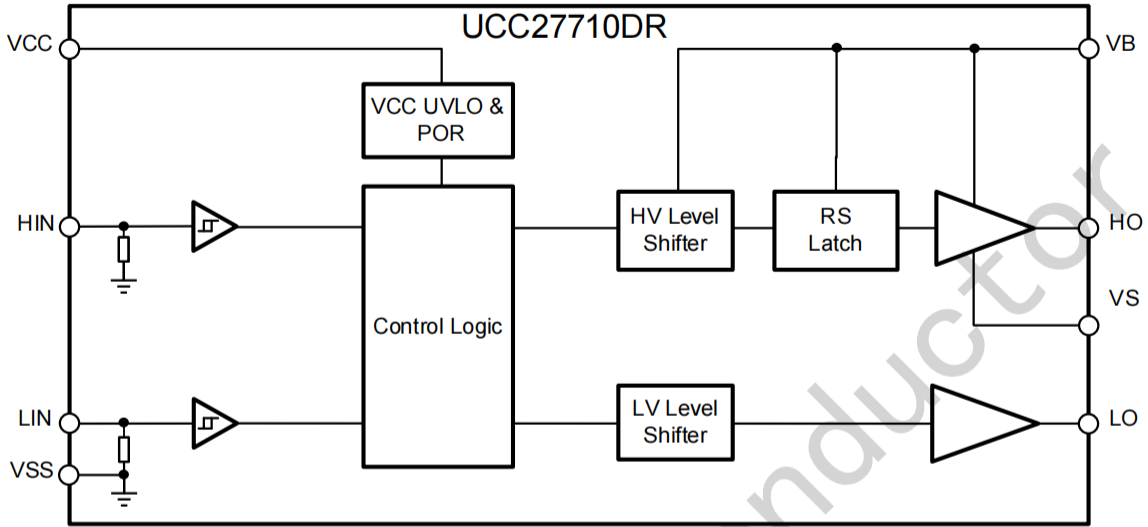 UCC27710DR
VCC
VB
VCC UVLO &
POR
HIN
HV Level
Shifter
RS
Latch
HO
VS
Control Logic
LIN
LV Level
Shifter
LO
VSS
nductor